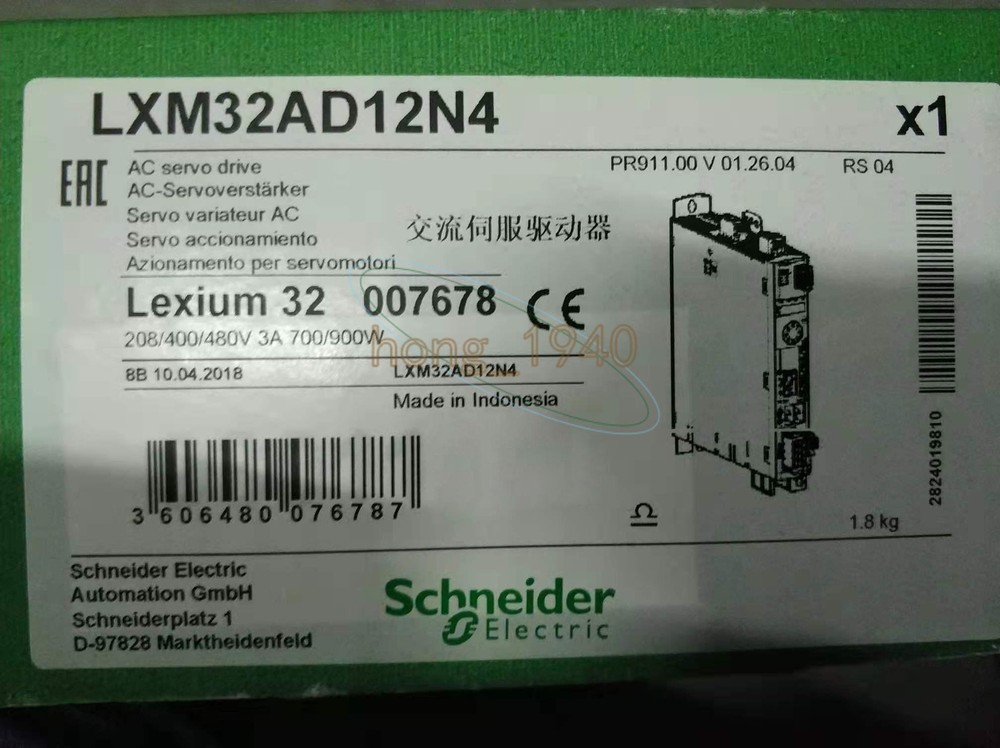 LXM32AD12N4
x1
EAC
AC servo drive
AC-Servoverstärker
Servo variateur AC
Servo accionamiento
Azionamento per servomotori
交流伺服驱动器
PR911.00 V 01.26.04 RS 04
Lexium 32 007678 CE
208/400/480V 3A 700/900W
hong_1940
8B 10.04.2018 LXM32AD12N4
Made in Indonesia
3 606480 076787
2824019810
1.8 kg
Schneider Electric
Automation GmbH
Schneiderplatz 1
D-97828 Marktheidenfeld
Schneider
Electric